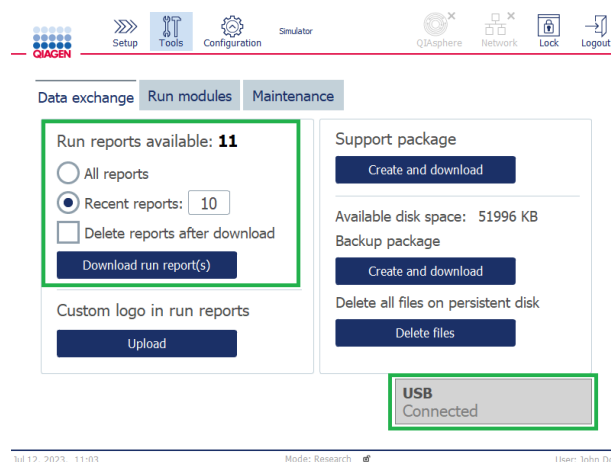 QIAGEN
Setup
Tools
Configuration
Simulator
QIAsphere
Network
Lock
Logout
Data exchange
Run modules
Maintenance
Run reports available: 11
All reports
Recent reports: 10
Delete reports after download
Download run report(s)
Custom logo in run reports
Upload
Support package
Create and download
Available disk space: 51996 KB
Backup package
Create and download
Delete all files on persistent disk
Delete files
USB
Connected
Jul 12, 2023 11:03
Mode: Research
User: John